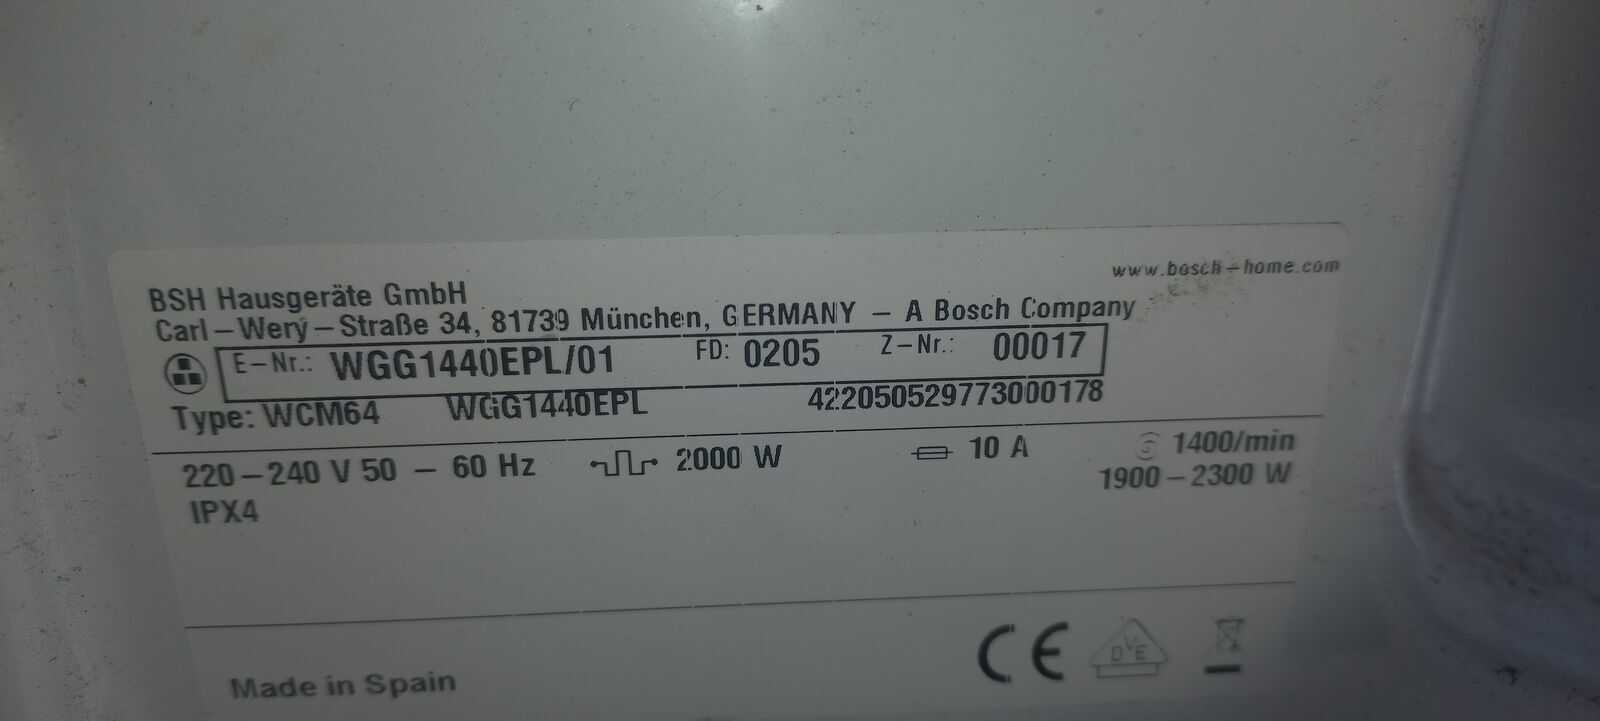 www.bosch-home.com
BSH Hausgeräte GmbH
Carl-Wery-Straße 34, 81739 München, GERMANY - A Bosch Company
E-Nr.: WGG1440EPL/01 FD: 0205 Z-Nr.: 00017
Type: WCM64 WGG1440EPL 422050529773000178
220-240 V 50 - 60 Hz 2000 W 10 A 1400/min
IPX4 1900-2300 W
Made in Spain CE DVE